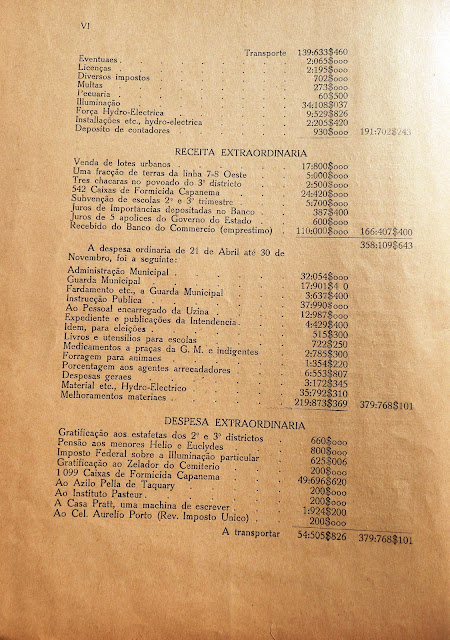 VI
Transporte 139:633$460
Eventuaes 2:065$000
Licenças 2:195$000
Diversos impostos 702$000
Multas 273$000
Pecuaria 60$500
Illuminação 34:108$037
Força Hydro-Electrica 9:529$826
Installações etc., hydro-electrica 2:205$420
Deposito de contadores 930$000 191:702$243
RECEITA EXTRAORDINARIA
Venda de lotes urbanos 17:800$000
Uma fracção de terras da linha 7-8 Oeste 5:000$000
Tres chacaras no povoado do 3º districto 2:500$000
542 Caixas de Formicida Capanema 24:420$000
Subvenção de escolas 2º e 3º trimestre 5:700$000
Juros de Importancias depositadas no Banco 387$400
Juros de 5 apolices do Governo do Estado 600$000
Recebido do Banco do Commercio (emprestimo) 110:000$000 166:407$400
358:109$643
A despesa ordinaria de 21 de Abril até 30 de
Novembro, foi a seguinte:
Administração Municipal 32:054$000
Guarda Municipal 17:901$4 0
Fardamento etc., a Guarda Municipal 3:637$400
Instrucção Publica 37:990$000
Ao Pessoal encarregado da Uzina 12:987$000
Expediente e publicações da Intendencia 4:429$400
Idem, para eleições 515$300
Livros e utensilios para escolas 722$250
Medicamentos a praças da G. M. e indigentes 2:785$300
Forragem para animaes 1:354$220
Porcentagem aos agentes arrecadadores 6:553$807
Despesas geraes 3:172$345
Material etc., Hydro-Electrico 35:792$310
Melhoramentos materiaes 219:873$369 379:768$101
DESPESA EXTRAORDINARIA
Gratificação aos estafetas dos 2º e 3º districtos 660$000
Pensão aos menores Helio e Euclydes 800$000
Imposto Federal sobre a Illuminação particular 625$006
Gratificação ao Zelador do Cemiterio 200$000
1 099 Caixas de Formicida Capanema 49:696$620
Ao Azilo Pella de Taquary 200$000
Ao Instituto Pasteur 200$000
A Casa Pratt, uma machina de escrever 1:924$200
Ao Cel. Aurelio Porto (Rev. Imposto Unico) 200$000
A transportar 54:505$826 379:768$101